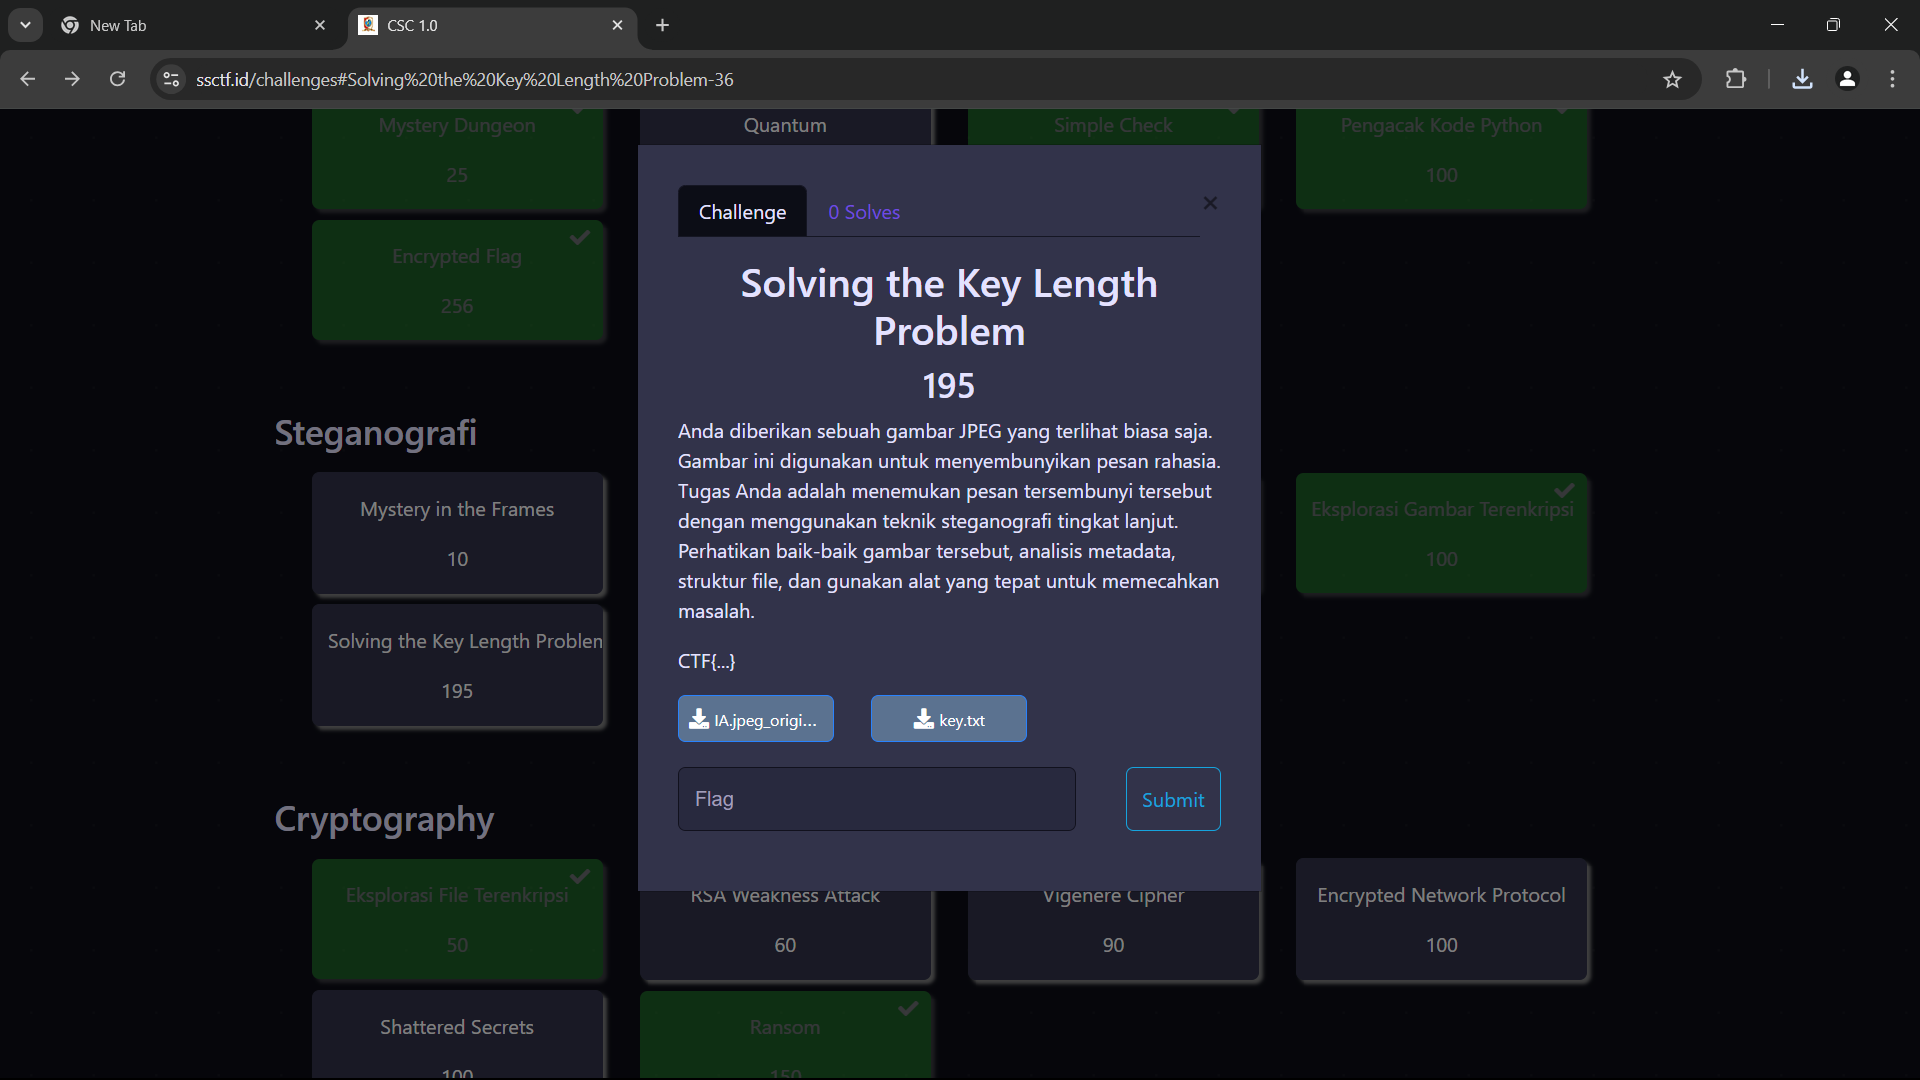 New Tab
CSC 1.0
ssctf.id/challenges#Solving%20the%20Key%20Length%20Problem-36
Mystery Dungeon
25
Quantum
Simple Check
Pengacak Kode Python
100
Encrypted Flag
256
Challenge
0 Solves
Solving the Key Length
Problem
195
Anda diberikan sebuah gambar JPEG yang terlihat biasa saja.
Gambar ini digunakan untuk menyembunyikan pesan rahasia.
Tugas Anda adalah menemukan pesan tersembunyi tersebut
dengan menggunakan teknik steganografi tingkat lanjut.
Perhatikan baik-baik gambar tersebut, analisis metadata,
struktur file, dan gunakan alat yang tepat untuk memecahkan
masalah.
CTF{...}
IA.jpeg_origi...
key.txt
Flag
Submit
Steganografi
Mystery in the Frames
10
Eksplorasi Gambar Terenkripsi
100
Solving the Key Length Problem
195
Cryptography
Eksplorasi File Terenkripsi
50
RSA Weakness Attack
60
Vigenere Cipher
90
Encrypted Network Protocol
100
Shattered Secrets
100
Ransom
150